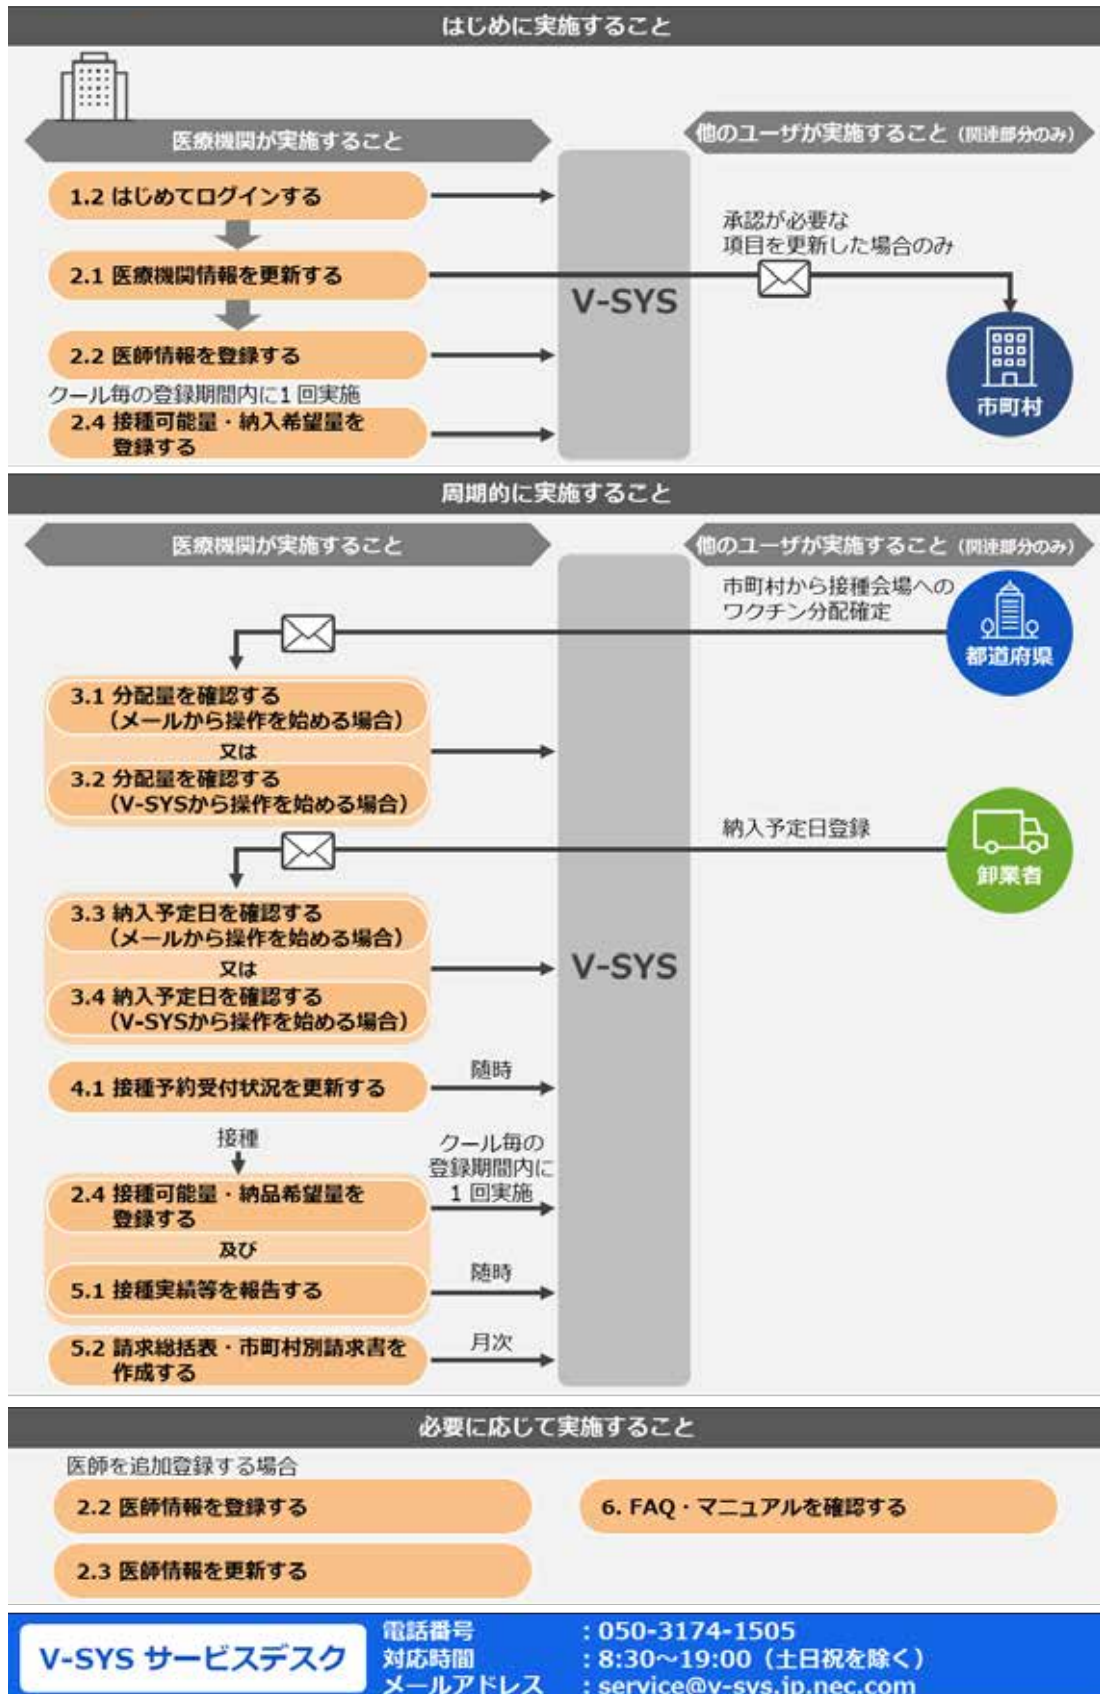 はじめに実施すること
医療機関が実施すること
他のユーザが実施すること（関連部分のみ）
1.2 はじめてログインする
承認が必要な
項目を更新した場合のみ
2.1 医療機関情報を更新する
V-SYS
2.2 医師情報を登録する
市町村
クール毎の登録期間内に1 回実施
2.4 接種可能量・納入希望量を
登録する
周期的に実施すること
医療機関が実施すること
他のユーザが実施すること（関連部分のみ）
市町村から接種会場への
ワクチン分配確定
都道府県
3.1 分配量を確認する
（メールから操作を始める場合）
又は
3.2 分配量を確認する
（V-SYSから操作を始める場合）
納入予定日登録
卸業者
3.3 納入予定日を確認する
（メールから操作を始める場合）
又は
V-SYS
3.4 納入予定日を確認する
（V-SYSから操作を始める場合）
随時
4.1 接種予約受付状況を更新する
接種
クール毎の
登録期間内に
1 回実施
2.4 接種可能量・納品希望量を
登録する
及び
随時
5.1 接種実績等を報告する
月次
5.2 請求総括表・市町村別請求書を
作成する
必要に応じて実施すること
医師を追加登録する場合
2.2 医師情報を登録する
6. FAQ・マニュアルを確認する
2.3 医師情報を更新する
V-SYS サービスデスク
電話番号 : 050-3174-1505
対応時間 : 8:30～19:00（土日祝を除く）
メールアドレス : service@v-sys.jp.nec.com